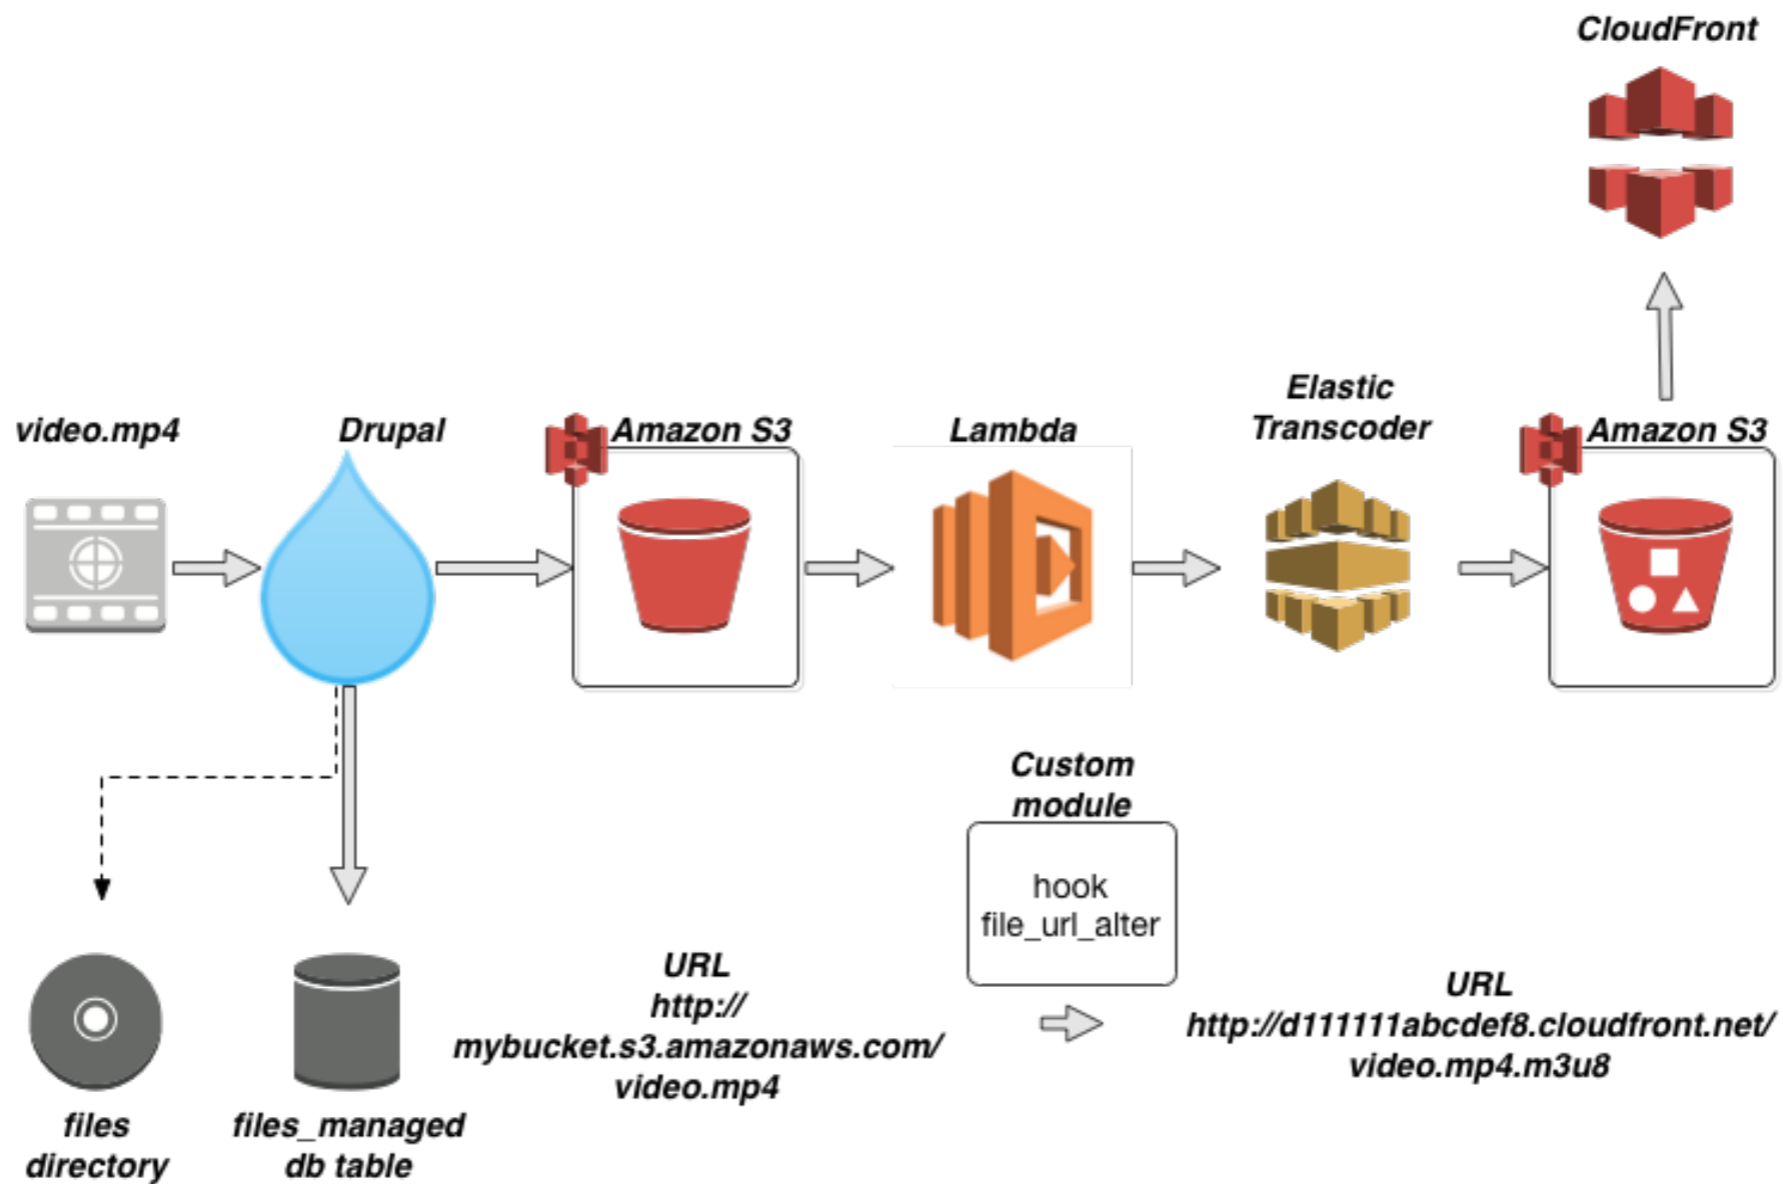 CloudFront
video.mp4
Drupal
Amazon S3
Lambda
Elastic
Transcoder
Amazon S3
Custom
module
hook
file_url_alter
URL
http://
mybucket.s3.amazonaws.com/
video.mp4
URL
http://d111111abcdef8.cloudfront.net/
video.mp4.m3u8
files
directory
files_managed
db table